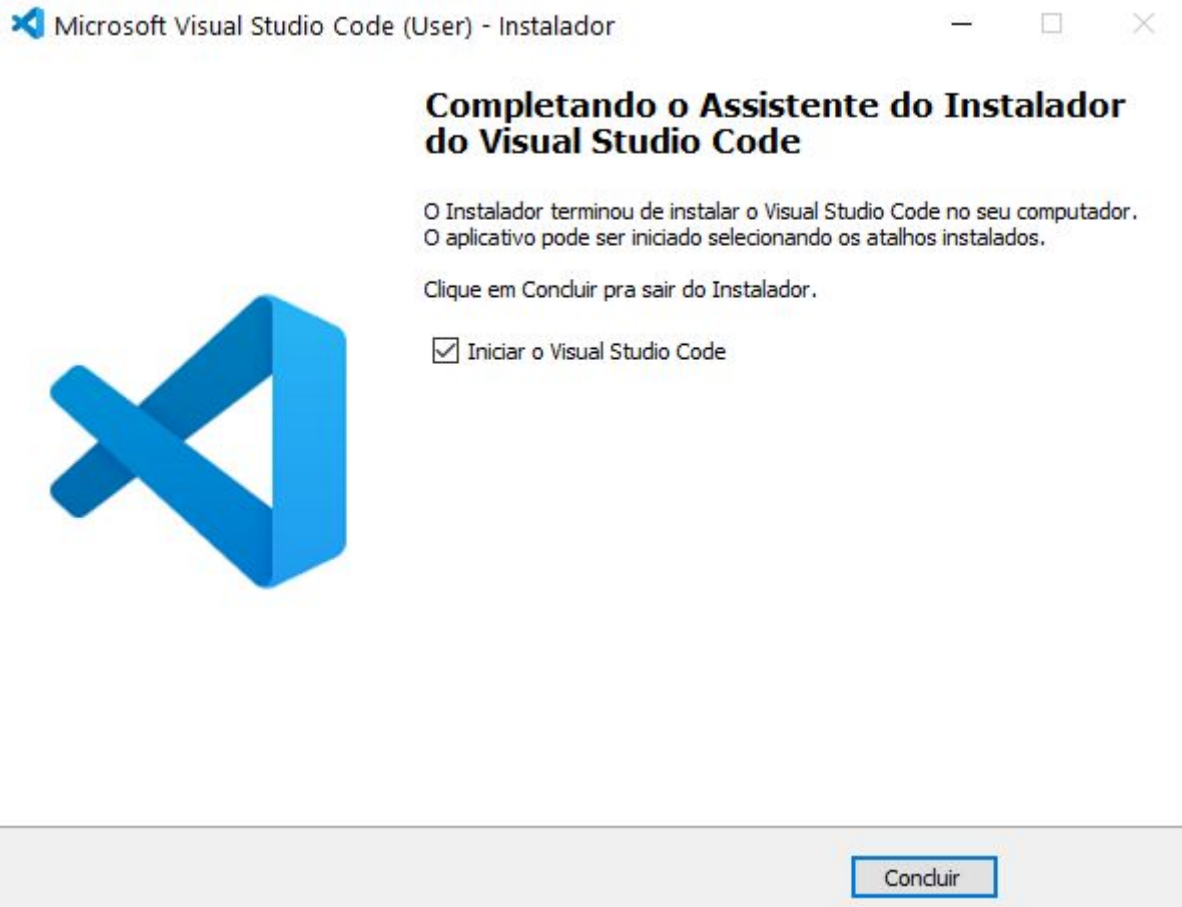 Microsoft Visual Studio Code (User) - Instalador
Completando o Assistente do Instalador
do Visual Studio Code
O Instalador terminou de instalar o Visual Studio Code no seu computador.
O aplicativo pode ser iniciado selecionando os atalhos instalados.
Clique em Concluir pra sair do Instalador.
Iniciar o Visual Studio Code
Concluir